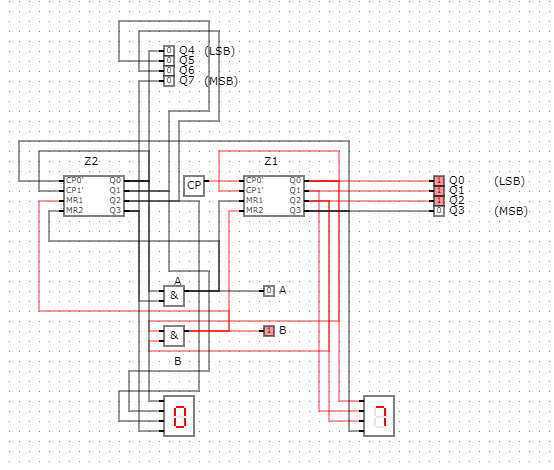 0 Q4 (LSB)
0 Q5
0 Q6
0 Q7 (MSB)
Z2 Z1
CP0' Q0 CP CP0' Q0 1 Q0 (LSB)
CP1' Q1 CP1' Q1 1 Q1
MR1 Q2 MR1 Q2 1 Q2
MR2 Q3 MR2 Q3 0 Q3 (MSB)
A
& 0 A
& 1 B
B
0 7